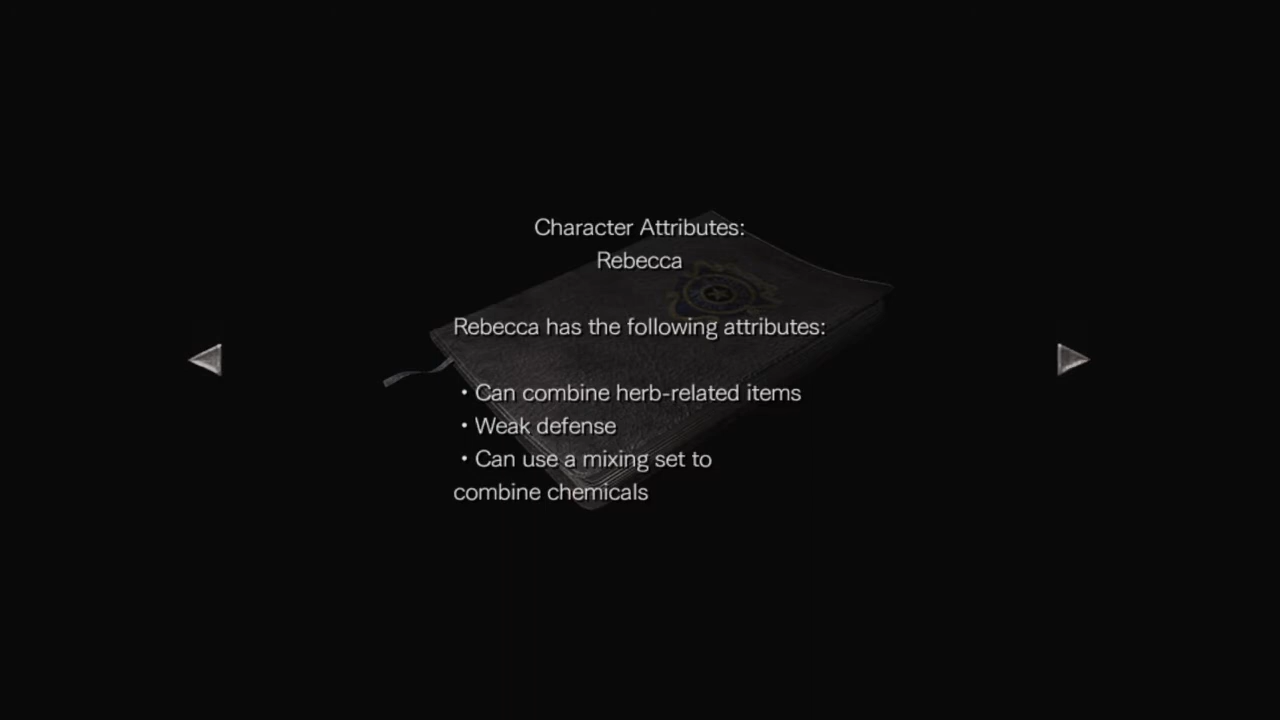 Character Attributes:
Rebecca
Rebecca has the following attributes:
・Can combine herb-related items
・Weak defense
・Can use a mixing set to
combine chemicals